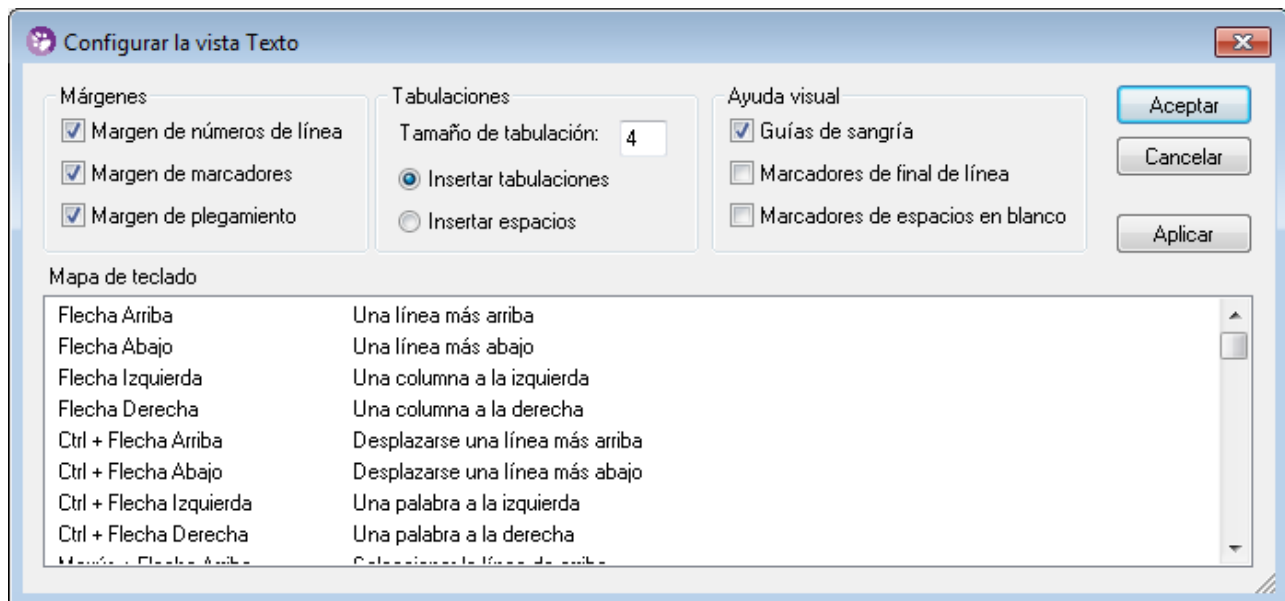 Configurar la vista Texto
Márgenes
Margen de números de línea
Margen de marcadores
Margen de plegamiento
Tabulaciones
Tamaño de tabulación: 4
Insertar tabulaciones
Insertar espacios
Ayuda visual
Guías de sangría
Marcadores de final de línea
Marcadores de espacios en blanco
Aceptar
Cancelar
Aplicar
Mapa de teclado
Flecha Arriba Una línea más arriba
Flecha Abajo Una línea más abajo
Flecha Izquierda Una columna a la izquierda
Flecha Derecha Una columna a la derecha
Ctrl + Flecha Arriba Desplazarse una línea más arriba
Ctrl + Flecha Abajo Desplazarse una línea más abajo
Ctrl + Flecha Izquierda Una palabra a la izquierda
Ctrl + Flecha Derecha Una palabra a la derecha